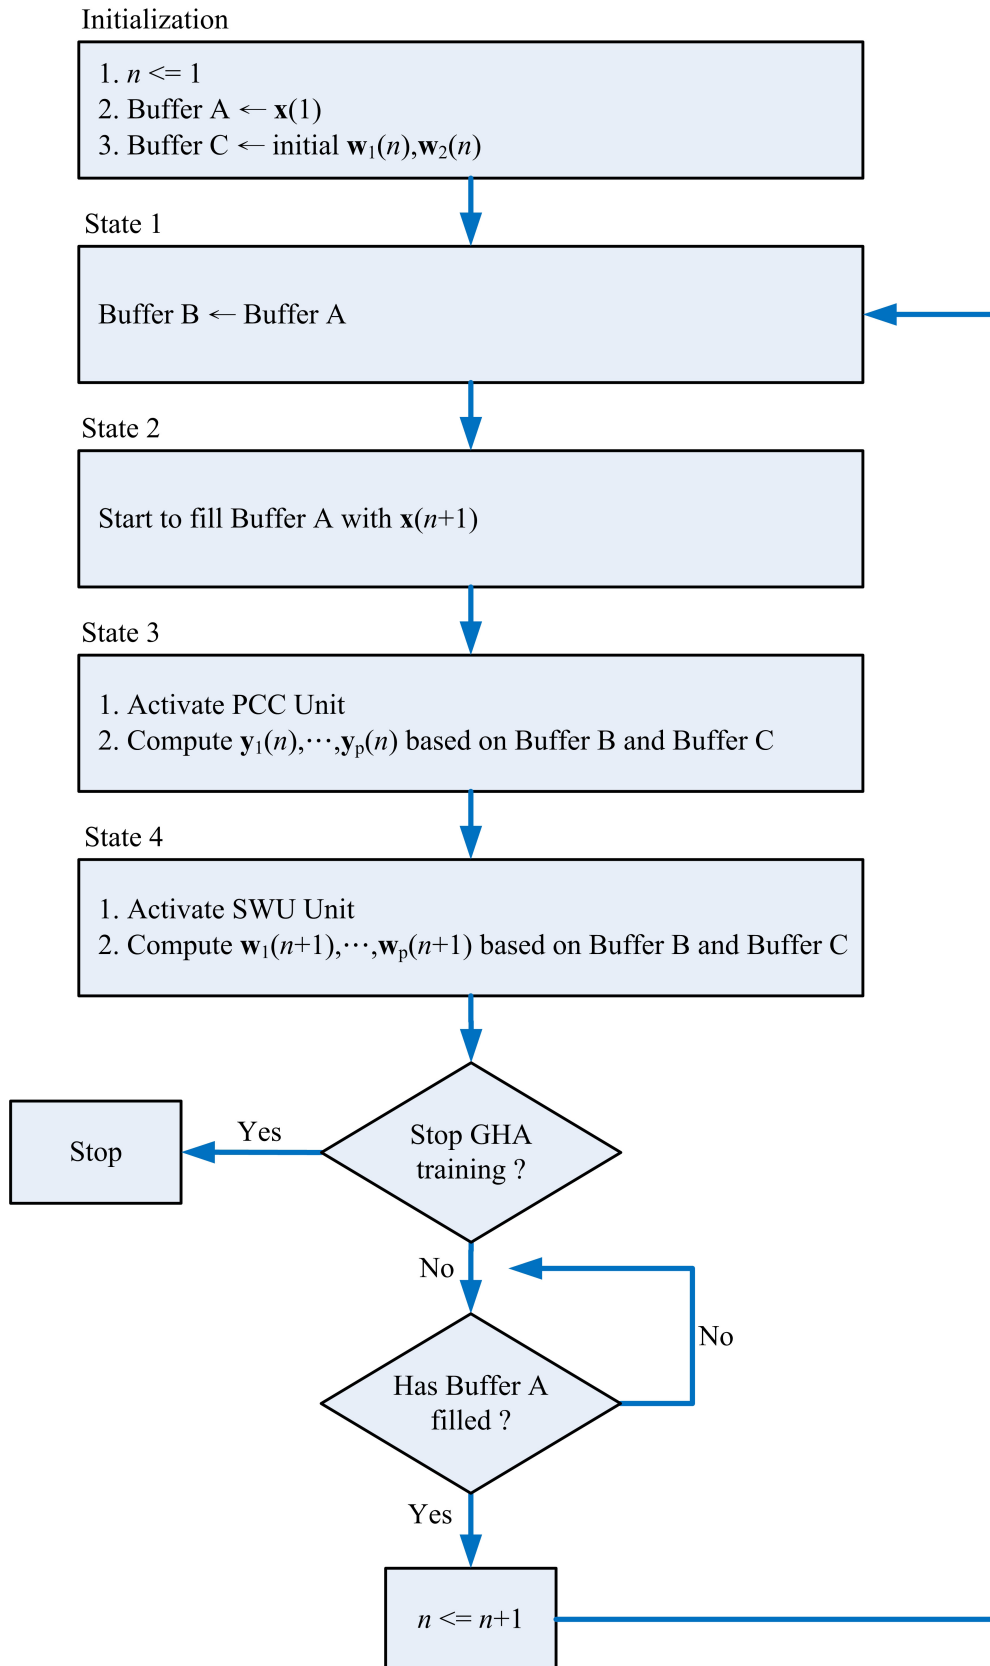 Initialization
1. n <= 1
2. Buffer A ← x(1)
3. Buffer C ← initial w₁(n),w₂(n)
State 1
Buffer B ← Buffer A
State 2
Start to fill Buffer A with x(n+1)
State 3
1. Activate PCC Unit
2. Compute y₁(n),⋯,yₚ(n) based on Buffer B and Buffer C
State 4
1. Activate SWU Unit
2. Compute w₁(n+1),⋯,wₚ(n+1) based on Buffer B and Buffer C
Stop GHA
training ?
Yes
Stop
No
Has Buffer A
filled ?
No
Yes
n <= n+1